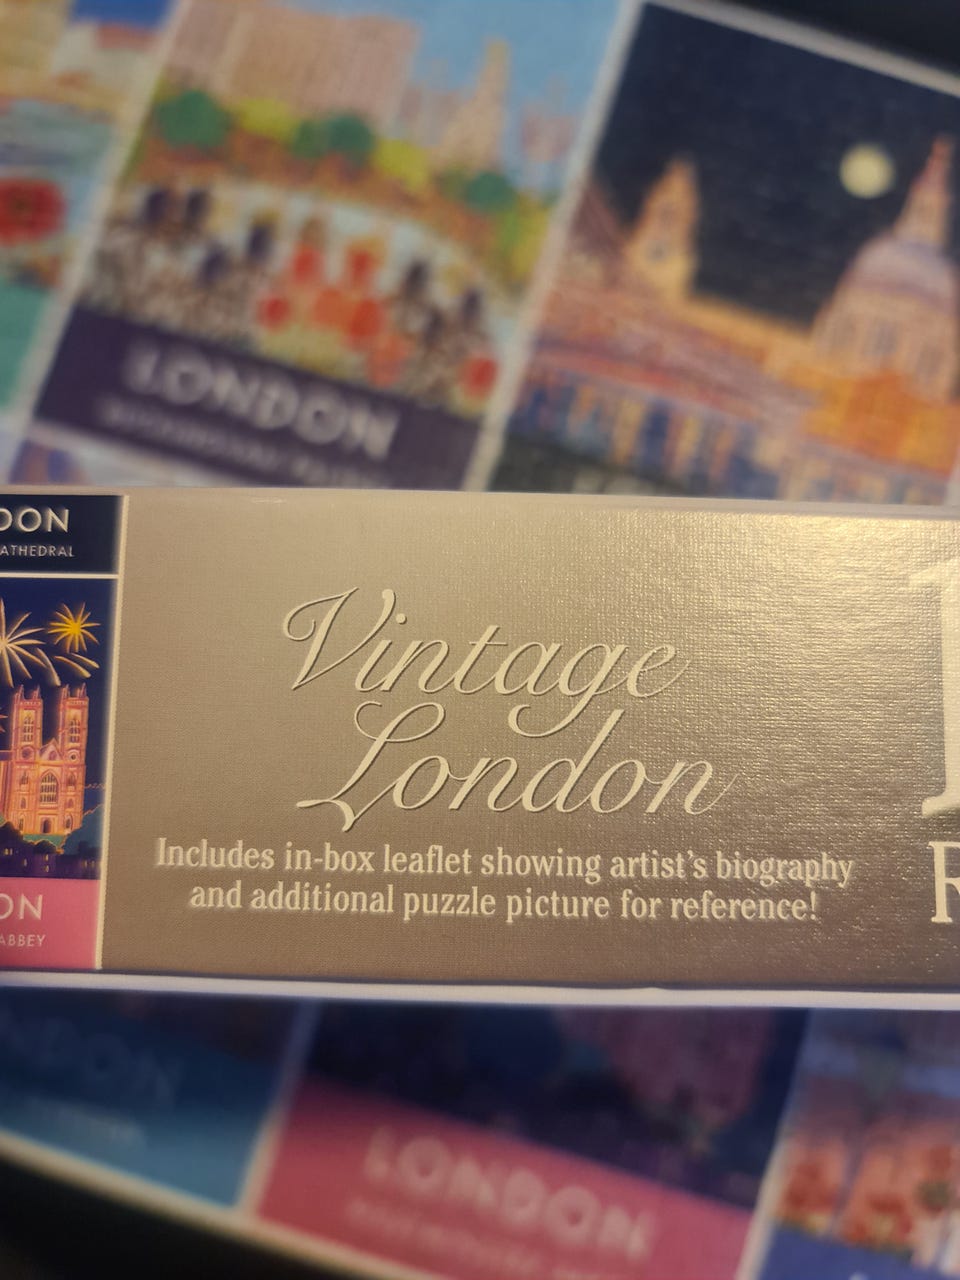 LONDON
DON
ATHEDRAL
Vintage
London
Includes in-box leaflet showing artist's biography
and additional puzzle picture for reference!
R
ON
ABBEY
LONDON